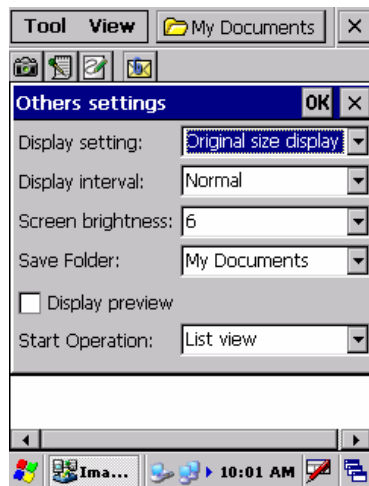 Tool View My Documents
Others settings OK
Display setting: Original size display
Display interval: Normal
Screen brightness: 6
Save Folder: My Documents
Display preview
Start Operation: List view
Ima... 10:01 AM